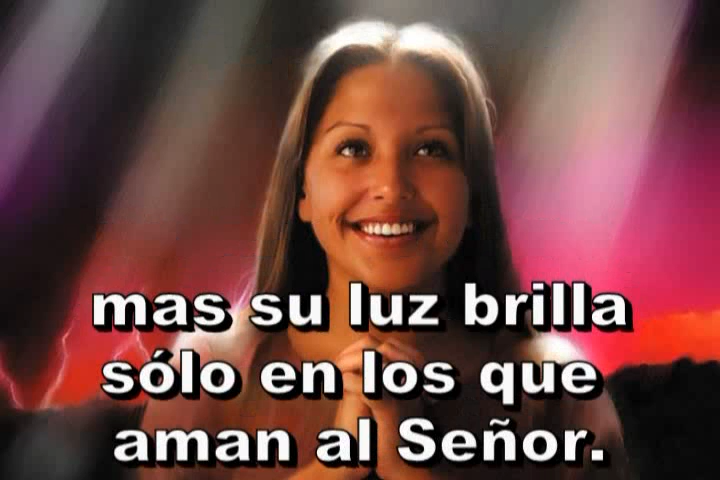 mas su luz brilla
sólo en los que
aman al Señor.